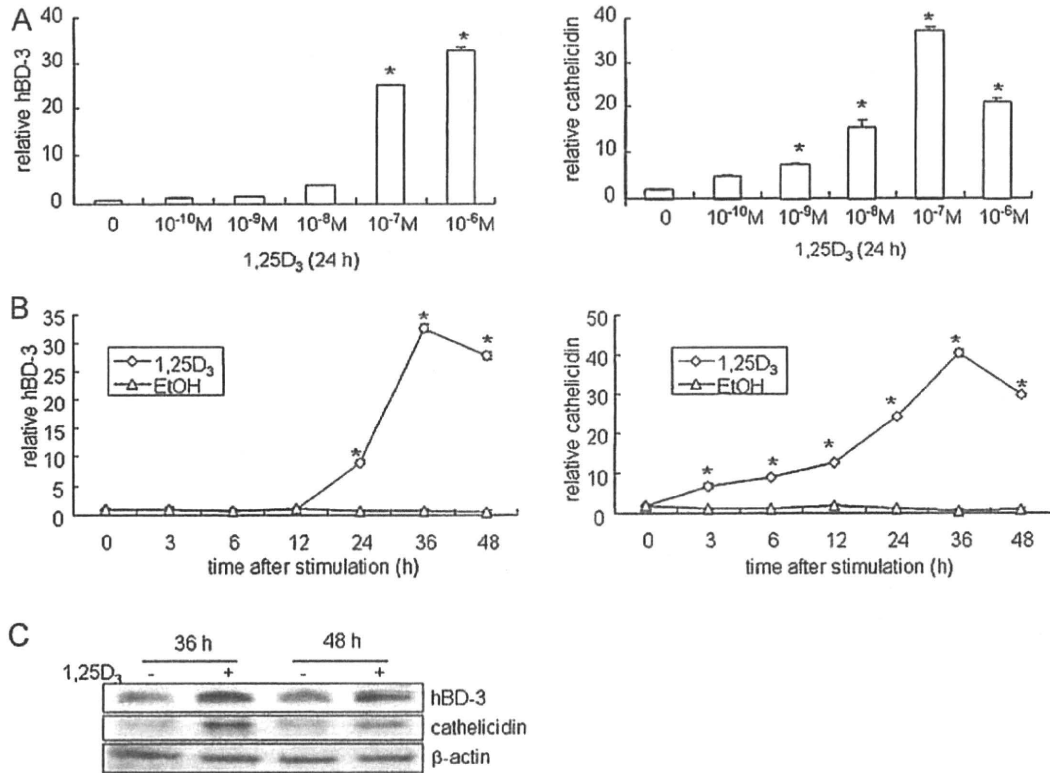 A
relative hBD-3
40
30
20
10
0
0 10⁻¹⁰M 10⁻⁹M 10⁻⁸M 10⁻⁷M 10⁻⁶M
* *
1,25D₃ (24 h)
relative cathelicidin
40
30
20
10
0
0 10⁻¹⁰M 10⁻⁹M 10⁻⁸M 10⁻⁷M 10⁻⁶M
* * * *
1,25D₃ (24 h)
B
relative hBD-3
35
30
25
20
15
10
5
0
1,25D₃
EtOH
* * *
0 3 6 12 24 36 48
time after stimulation (h)
relative cathelicidin
50
40
30
20
10
0
1,25D₃
EtOH
* * * * * *
0 3 6 12 24 36 48
time after stimulation (h)
C
36 h 48 h
1,25D₃ - + - +
hBD-3
cathelicidin
β-actin